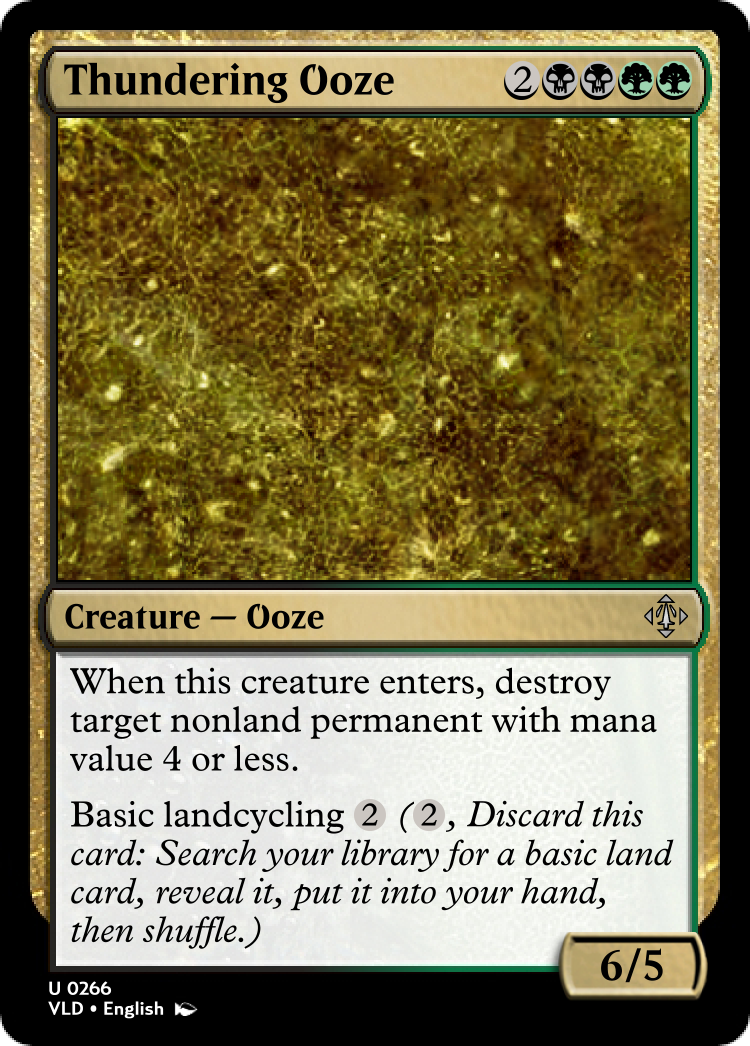 Thundering Ooze 2
Creature — Ooze
When this creature enters, destroy
target nonland permanent with mana
value 4 or less.
Basic landcycling 2 (2, Discard this
card: Search your library for a basic land
card, reveal it, put it into your hand,
then shuffle.)
6/5
U 0266
VLD • English